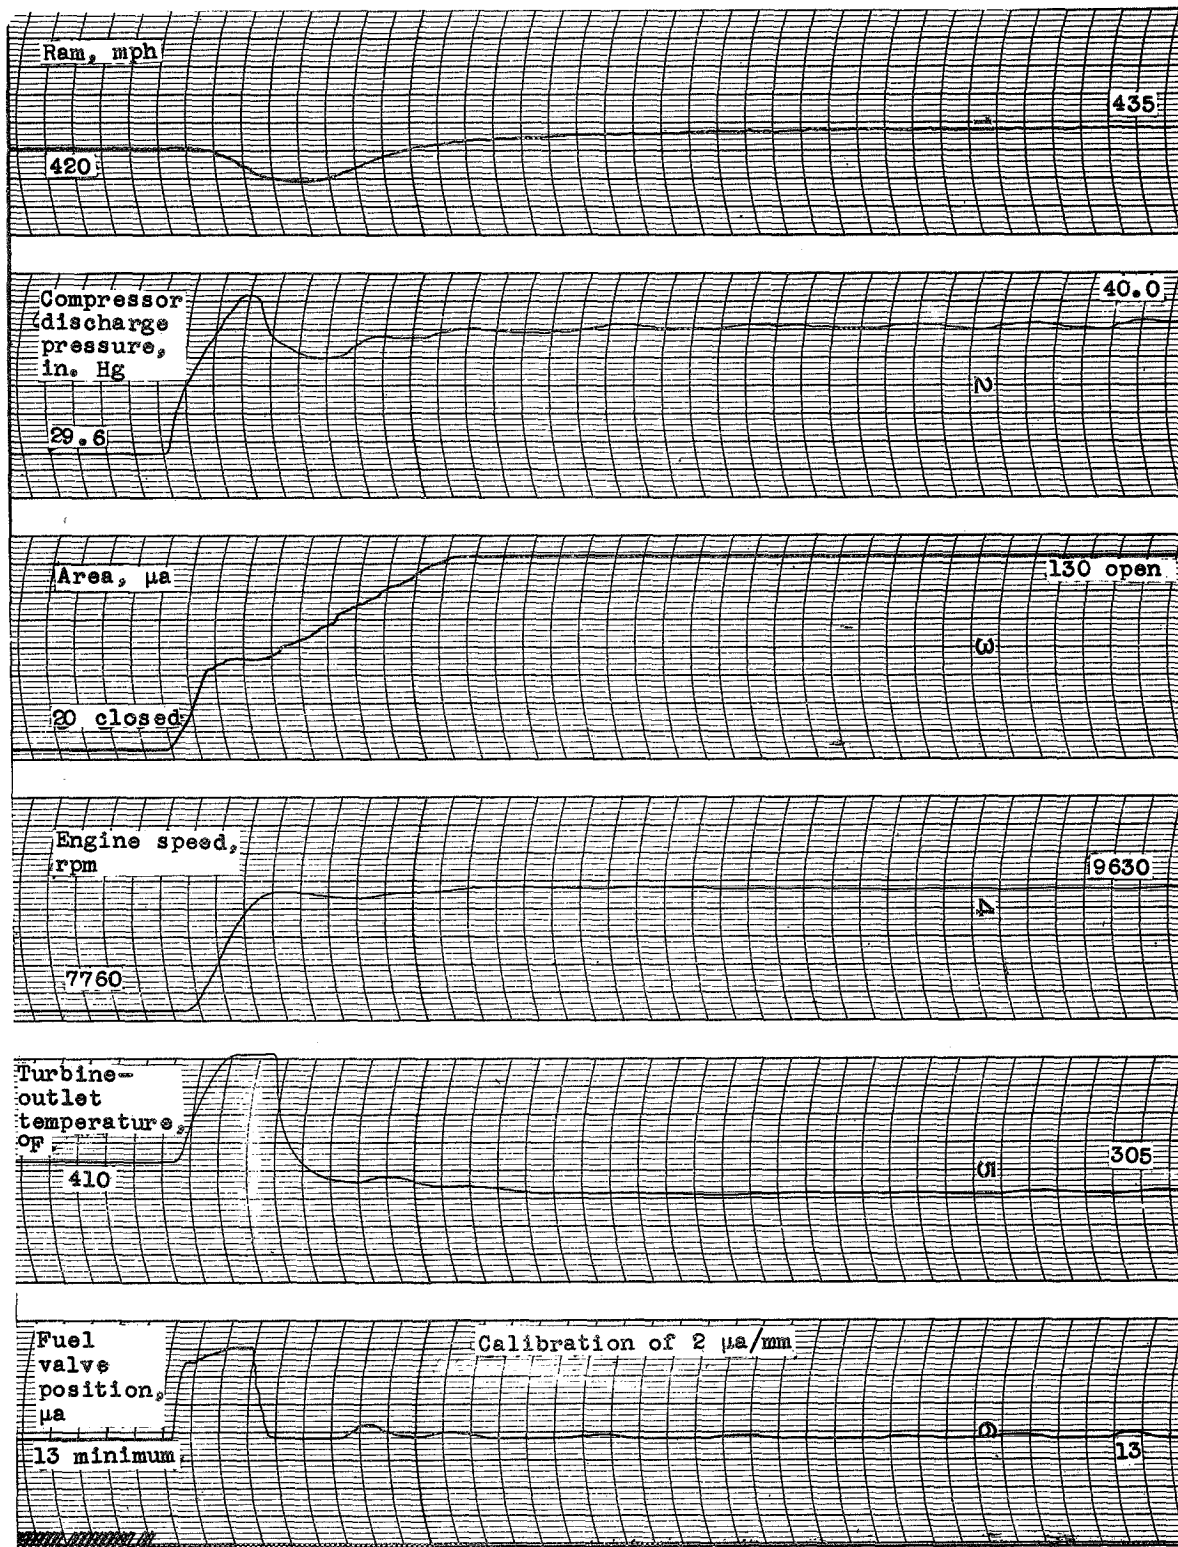 Ram, mph
435
1
420
Compressor
discharge
pressure,
in. Hg
40.0
2
29.6
Area, µa
130 open
3
20 closed
Engine speed,
rpm
9630
4
7760
Turbine-
outlet
temperature,
°F
305
5
410
Fuel
valve
position,
µa
Calibration of 2 µa/mm
6
13 minimum
13